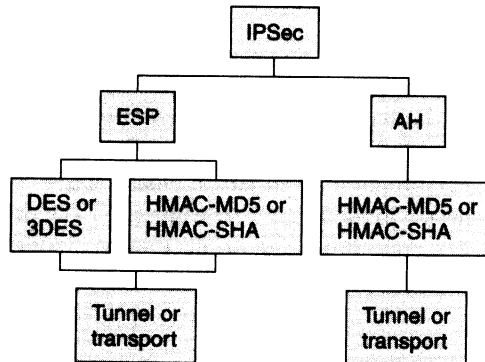 IPSec
ESP
AH
DES or
3DES
HMAC-MD5 or
HMAC-SHA
HMAC-MD5 or
HMAC-SHA
Tunnel or
transport
Tunnel or
transport